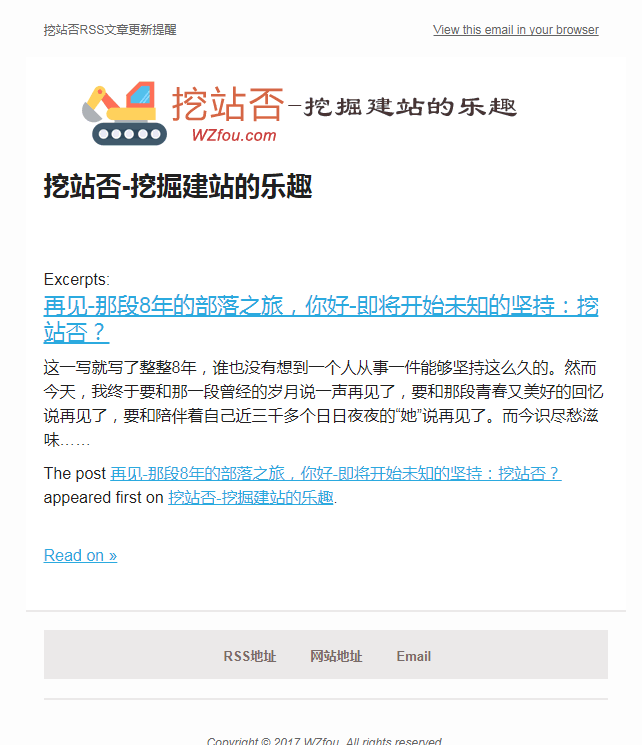 挖站否RSS文章更新提醒
View this email in your browser
挖站否-挖掘建站的乐趣
WZfou.com
挖站否-挖掘建站的乐趣
Excerpts:
再见-那段8年的部落之旅，你好-即将开始未知的坚持：挖
站否？
这一写就写了整整8年，谁也没有想到一个人从事一件能够坚持这么久的。然而
今天，我终于要和那一段曾经的岁月说一声再见了，要和那段青春又美好的回忆
说再见了，要和陪伴着自己近三千多个日日夜夜的“她”说再见了。而今识尽愁滋
味……
The post 再见-那段8年的部落之旅，你好-即将开始未知的坚持：挖站否？
appeared first on 挖站否-挖掘建站的乐趣.
Read on »
RSS地址
网站地址
Email
Copyright © 2017 WZfou, All rights reserved.